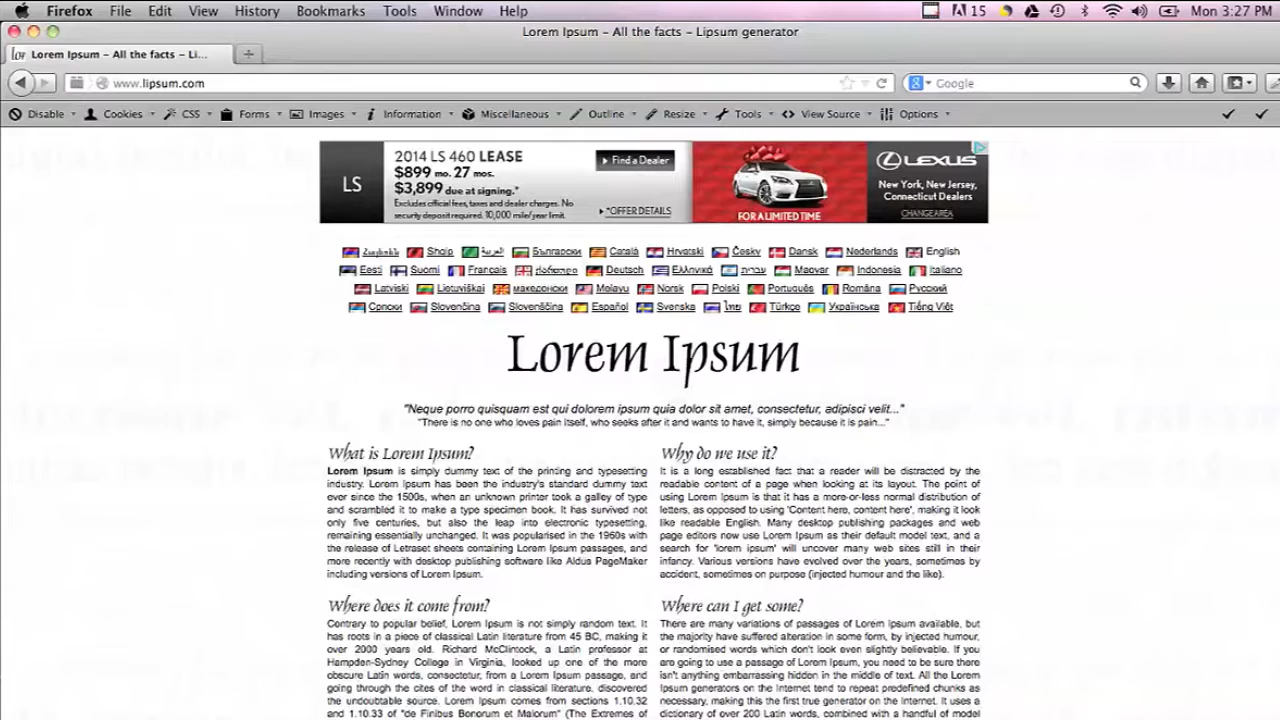 Firefox File Edit View History Bookmarks Tools Window Help 15 Mon 3:27 PM
Lorem Ipsum - All the facts - Lipsum generator
Lorem Ipsum - All the facts - Li...
www.lipsum.com Google
Disable Cookies CSS Forms Images Information Miscellaneous Outline Resize Tools View Source Options
2014 LS 460 LEASE
$899 mo. 27 mos.
$3,899 due at signing.*
Excludes official fees, taxes and dealer charges. No
security deposit required. 10,000 mile/year limit.
LS
Find a Dealer
*OFFER DETAILS
FOR A LIMITED TIME
LEXUS
New York, New Jersey,
Connecticut Dealers
CHANGE AREA
Հայերեն Shqip العربية Български Català Hrvatski Česky Dansk Nederlands English
Eesti Suomi Français ქართული Deutsch Ελληνικά עברית Magyar Indonesia Italiano
Latviski Lietuviškai македонски Melayu Norsk Polski Português Româna Русский
Српски Slovenčina Slovenščina Español Svenska ไทย Türkçe Українська Tiếng Việt
Lorem Ipsum
"Neque porro quisquam est qui dolorem ipsum quia dolor sit amet, consectetur, adipisci velit..."
"There is no one who loves pain itself, who seeks after it and wants to have it, simply because it is pain..."
What is Lorem Ipsum?
Lorem Ipsum is simply dummy text of the printing and typesetting
industry. Lorem Ipsum has been the industry's standard dummy text
ever since the 1500s, when an unknown printer took a galley of type
and scrambled it to make a type specimen book. It has survived not
only five centuries, but also the leap into electronic typesetting,
remaining essentially unchanged. It was popularised in the 1960s with
the release of Letraset sheets containing Lorem Ipsum passages, and
more recently with desktop publishing software like Aldus PageMaker
including versions of Lorem Ipsum.
Why do we use it?
It is a long established fact that a reader will be distracted by the
readable content of a page when looking at its layout. The point of
using Lorem Ipsum is that it has a more-or-less normal distribution of
letters, as opposed to using 'Content here, content here', making it look
like readable English. Many desktop publishing packages and web
page editors now use Lorem Ipsum as their default model text, and a
search for 'lorem ipsum' will uncover many web sites still in their
infancy. Various versions have evolved over the years, sometimes by
accident, sometimes on purpose (injected humour and the like).
Where does it come from?
Contrary to popular belief, Lorem Ipsum is not simply random text. It
has roots in a piece of classical Latin literature from 45 BC, making it
over 2000 years old. Richard McClintock, a Latin professor at
Hampden-Sydney College in Virginia, looked up one of the more
obscure Latin words, consectetur, from a Lorem Ipsum passage, and
going through the cites of the word in classical literature, discovered
the undoubtable source. Lorem Ipsum comes from sections 1.10.32
and 1.10.33 of "de Finibus Bonorum et Malorum" (The Extremes of
Where can I get some?
There are many variations of passages of Lorem Ipsum available, but
the majority have suffered alteration in some form, by injected humour,
or randomised words which don't look even slightly believable. If you
are going to use a passage of Lorem Ipsum, you need to be sure there
isn't anything embarrassing hidden in the middle of text. All the Lorem
Ipsum generators on the Internet tend to repeat predefined chunks as
necessary, making this the first true generator on the Internet. It uses a
dictionary of over 200 Latin words, combined with a handful of model